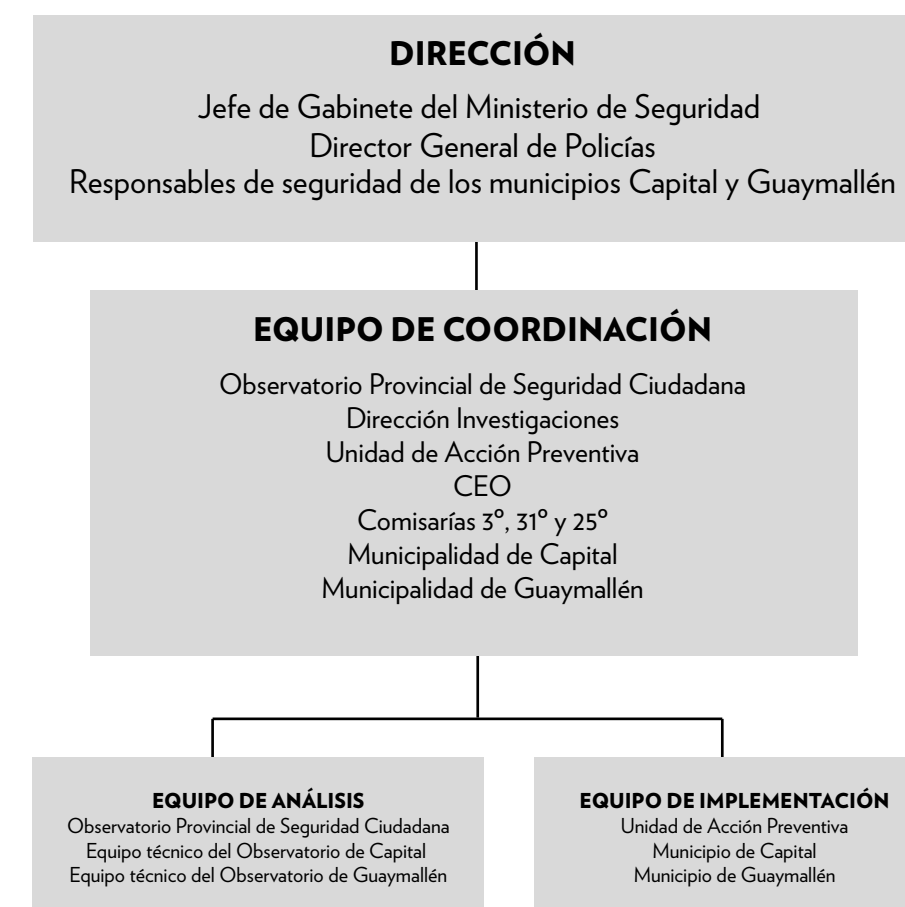 DIRECCIÓN
Jefe de Gabinete del Ministerio de Seguridad
Director General de Policías
Responsables de seguridad de los municipios Capital y Guaymallén
EQUIPO DE COORDINACIÓN
Observatorio Provincial de Seguridad Ciudadana
Dirección Investigaciones
Unidad de Acción Preventiva
CEO
Comisarías 3º, 31º y 25º
Municipalidad de Capital
Municipalidad de Guaymallén
EQUIPO DE ANÁLISIS
Observatorio Provincial de Seguridad Ciudadana
Equipo técnico del Observatorio de Capital
Equipo técnico del Observatorio de Guaymallén
EQUIPO DE IMPLEMENTACIÓN
Unidad de Acción Preventiva
Municipio de Capital
Municipio de Guaymallén